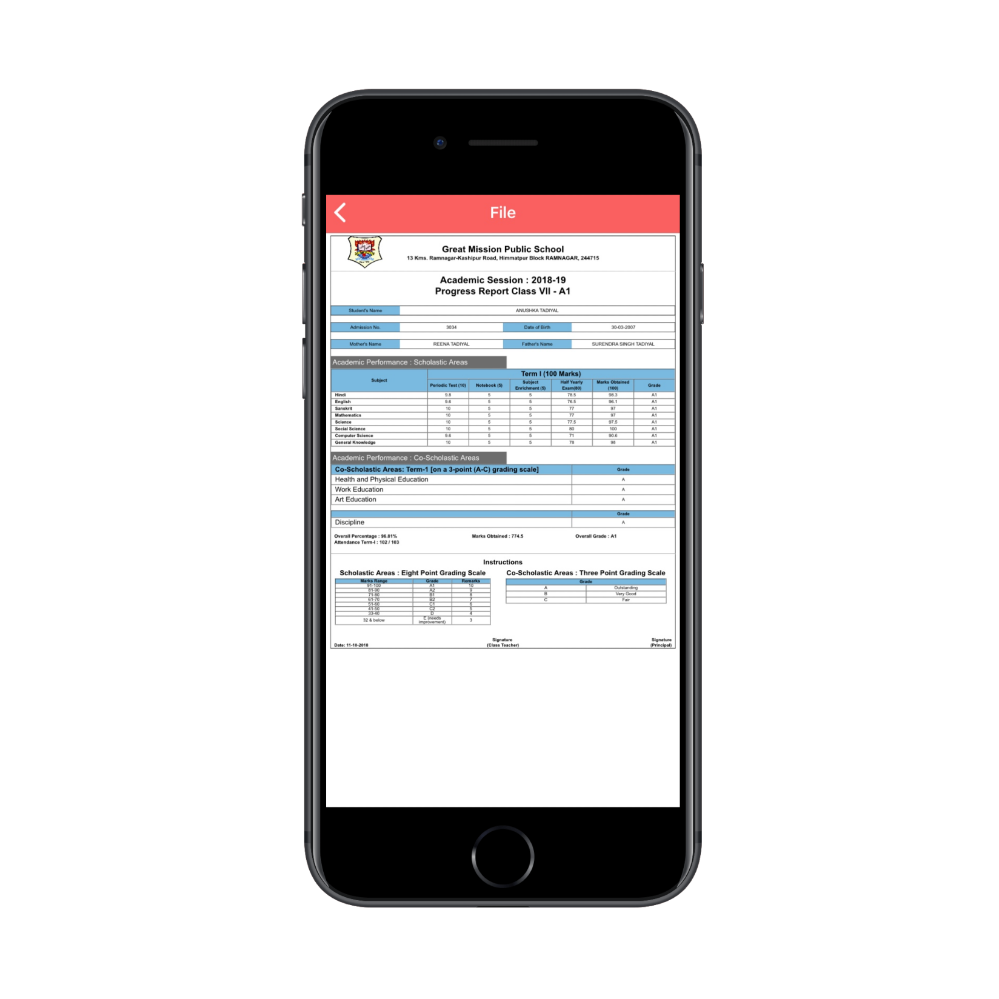 File
Great Mission Public School
13 Kms. Ramnagar-Kashipur Road, Himmatpur Block RAMNAGAR, 244715
Academic Session : 2018-19
Progress Report Class VII - A1
Student's Name ANUSHKA TADIYAL
Admission No. 3034 Date of Birth 30-03-2007
Mother's Name REENA TADIYAL Father's Name SURENDRA SINGH TADIYAL
Academic Performance : Scholastic Areas
Subject Term I (100 Marks)
Periodic Test (10) Notebook (5) Subject Enrichment (5) Half Yearly Exam(80) Marks Obtained (100) Grade
Hindi 9.8 5 5 78.5 98.3 A1
English 9.6 5 5 76.5 96.1 A1
Sanskrit 10 5 5 77 97 A1
Mathematics 10 5 5 77 97 A1
Science 10 5 5 77.5 97.5 A1
Social Science 10 5 5 80 100 A1
Computer Science 9.6 5 5 71 90.6 A1
General Knowledge 10 5 5 78 98 A1
Academic Performance : Co-Scholastic Areas
Co-Scholastic Areas: Term-1 [on a 3-point (A-C) grading scale] Grade
Health and Physical Education A
Work Education A
Art Education A
Grade
Discipline A
Overall Percentage : 96.81% Marks Obtained : 774.5 Overall Grade : A1
Attendance Term-I : 102 / 103
Instructions
Scholastic Areas : Eight Point Grading Scale
Marks Range Grade Remarks
91-100 A1 10
81-90 A2 9
71-80 B1 8
61-70 B2 7
51-60 C1 6
41-50 C2 5
33-40 D 4
32 & below E (needs improvement) 3
Co-Scholastic Areas : Three Point Grading Scale
Grade
A Outstanding
B Very Good
C Fair
Date: 11-10-2018
Signature
(Class Teacher)
Signature
(Principal)